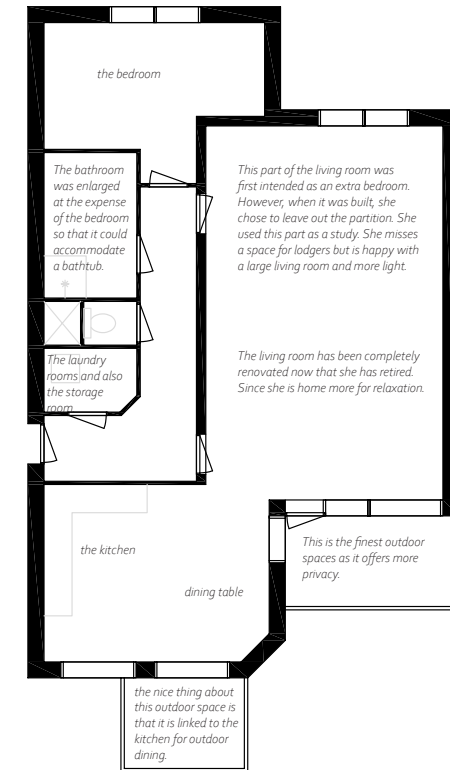 the bedroom
The bathroom
was enlarged
at the expense
of the bedroom
so that it could
accommodate
a bathtub.
This part of the living room was
first intended as an extra bedroom.
However, when it was built, she
chose to leave out the partition. She
used this part as a study. She misses
a space for lodgers but is happy with
a large living room and more light.
The laundry
rooms and also
the storage
room
The living room has been completely
renovated now that she has retired.
Since she is home more for relaxation.
the kitchen
dining table
This is the finest outdoor
spaces as it offers more
privacy.
the nice thing about
this outdoor space is
that it is linked to the
kitchen for outdoor
dining.